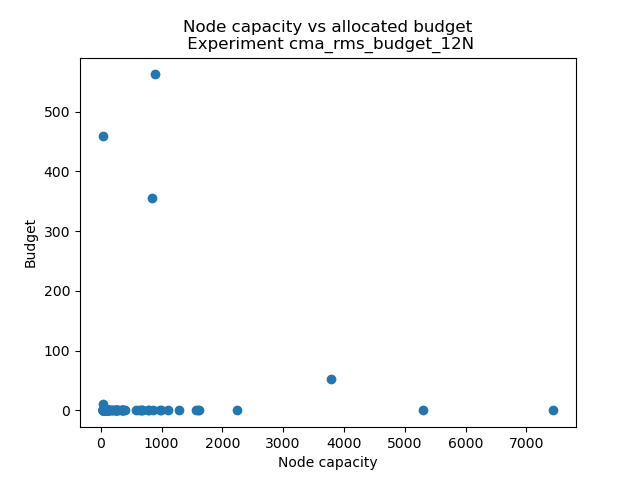 Node capacity vs allocated budget
Experiment cma_rms_budget_12N
500
400
300
200
100
0
Budget
0 1000 2000 3000 4000 5000 6000 7000
Node capacity